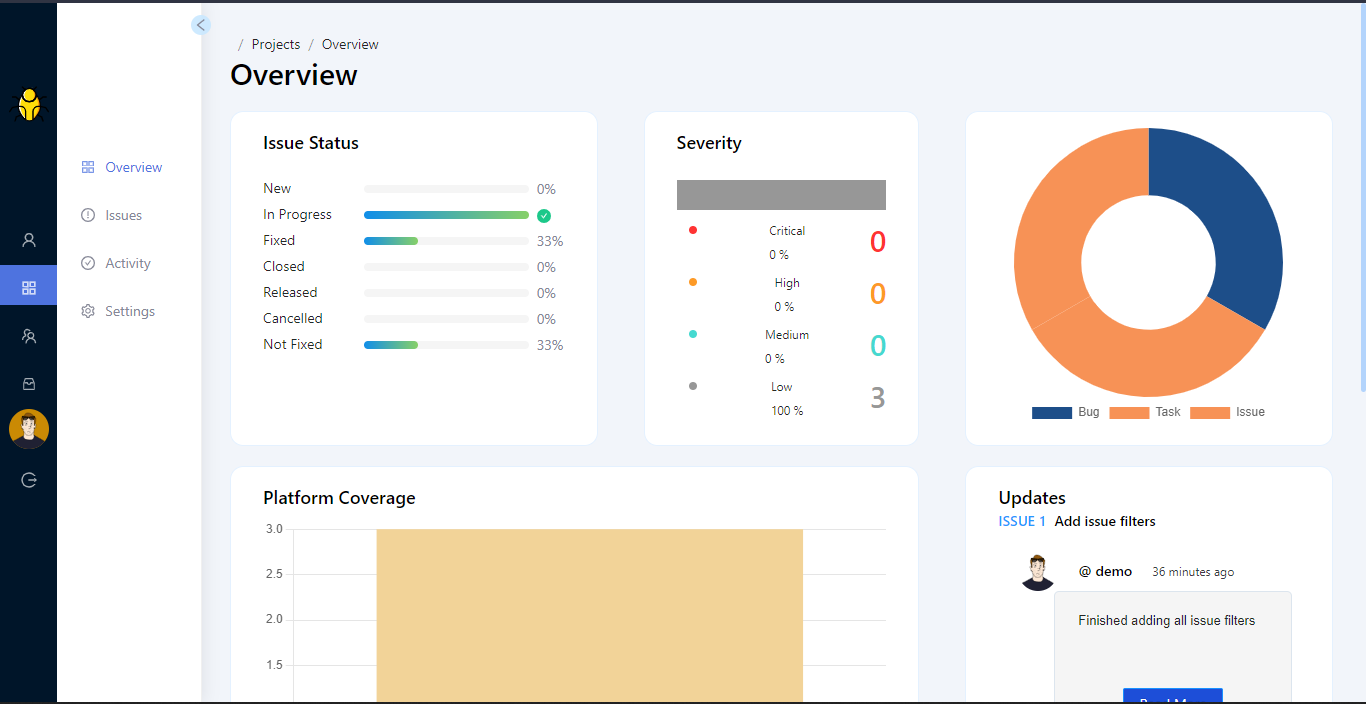 / Projects / Overview
Overview
Overview
Issues
Activity
Settings
Issue Status
New 0%
In Progress
Fixed 33%
Closed 0%
Released 0%
Cancelled 0%
Not Fixed 33%
Severity
Critical
0 %
0
High
0 %
0
Medium
0 %
0
Low
100 %
3
Bug Task Issue
Platform Coverage
3.0
2.5
2.0
1.5
Updates
ISSUE 1 Add issue filters
@ demo 36 minutes ago
Finished adding all issue filters